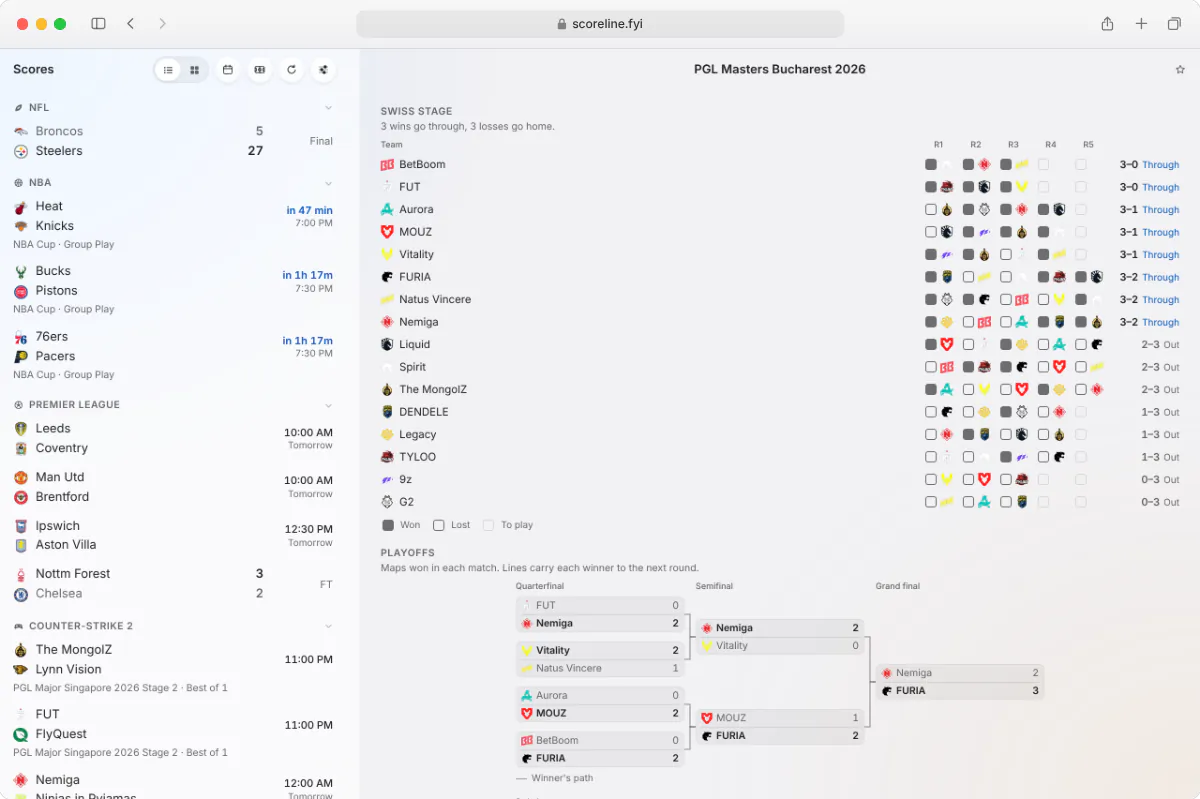 scoreline.fyi
Scores
NFL
Broncos 5
Steelers 27
Final
NBA
Heat
Knicks
in 47 min
7:00 PM
NBA Cup · Group Play
Bucks
Pistons
in 1h 17m
7:30 PM
NBA Cup · Group Play
76ers
Pacers
in 1h 17m
7:30 PM
NBA Cup · Group Play
PREMIER LEAGUE
Leeds
Coventry
10:00 AM
Tomorrow
Man Utd
Brentford
10:00 AM
Tomorrow
Ipswich
Aston Villa
12:30 PM
Tomorrow
Nottm Forest 3
Chelsea 2
FT
COUNTER-STRIKE 2
The MongolZ
Lynn Vision
11:00 PM
PGL Major Singapore 2026 Stage 2 · Best of 1
FUT
FlyQuest
11:00 PM
PGL Major Singapore 2026 Stage 2 · Best of 1
Nemiga
Ninjas in Pyjamas
12:00 AM
Tomorrow
PGL Masters Bucharest 2026
SWISS STAGE
3 wins go through, 3 losses go home.
Team R1 R2 R3 R4 R5
BetBoom 3–0 Through
FUT 3–0 Through
Aurora 3–1 Through
MOUZ 3–1 Through
Vitality 3–1 Through
FURIA 3–2 Through
Natus Vincere 3–2 Through
Nemiga 3–2 Through
Liquid 2–3 Out
Spirit 2–3 Out
The MongolZ 2–3 Out
DENDELE 1–3 Out
Legacy 1–3 Out
TYLOO 1–3 Out
9z 0–3 Out
G2 0–3 Out
Won Lost To play
PLAYOFFS
Maps won in each match. Lines carry each winner to the next round.
Quarterfinal
FUT 0
Nemiga 2
Vitality 2
Natus Vincere 1
Aurora 0
MOUZ 2
BetBoom 0
FURIA 2
Semifinal
Nemiga 2
Vitality 0
MOUZ 1
FURIA 2
Grand final
Nemiga 2
FURIA 3
Winner's path